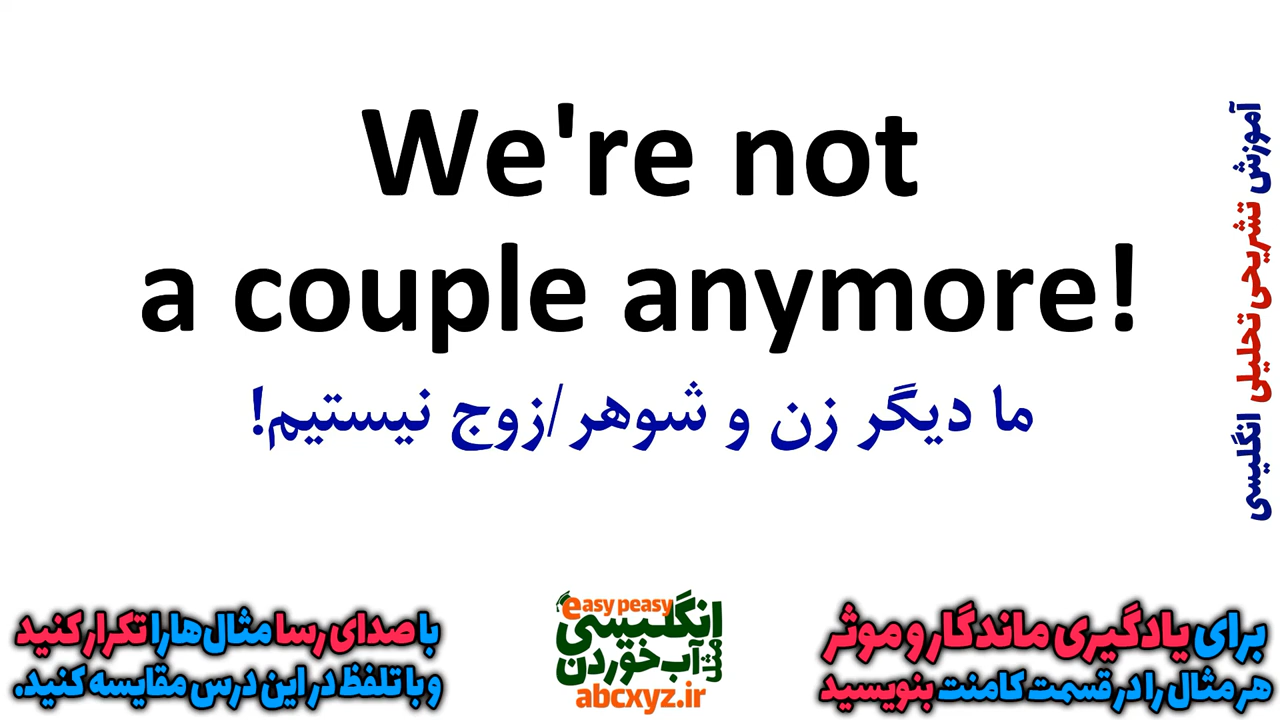 We're not
a couple anymore!
ما دیگر زن و شوهر/زوج نیستیم!
آموزش تشریحی تحلیلی انگلیسی
برای یادگیری ماندگار و موثر
هر مثال را در قسمت کامنت بنویسید
easy peasy
انگلیسی
مثل
آب خوردن
abcxyz.ir
با صدای رسا مثال‌ها را تکرار کنید
و با تلفظ در این درس مقایسه کنید.